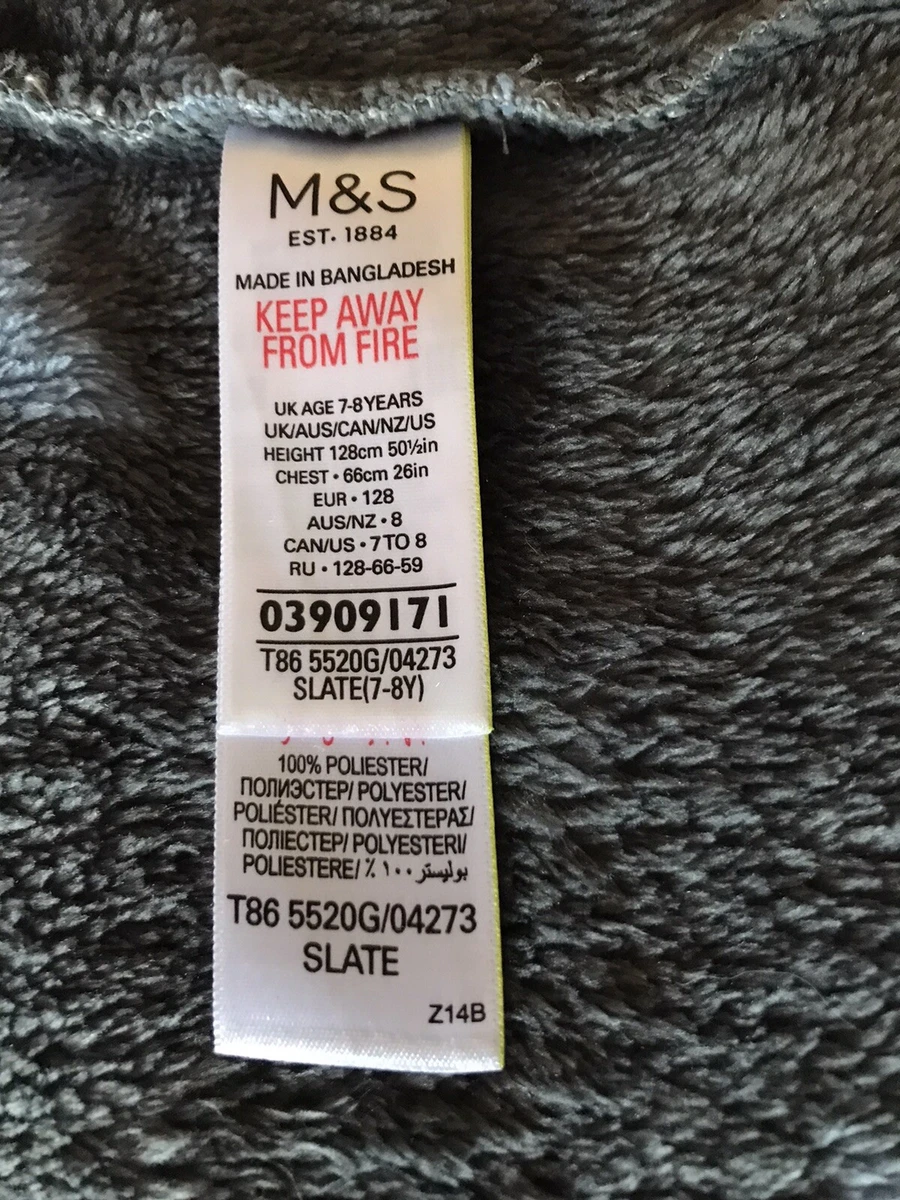 M&S
EST. 1884
MADE IN BANGLADESH
KEEP AWAY
FROM FIRE
UK AGE 7-8YEARS
UK/AUS/CAN/NZ/US
HEIGHT 128cm 50½in
CHEST • 66cm 26in
EUR • 128
AUS/NZ • 8
CAN/US • 7 TO 8
RU • 128-66-59
03909171
T86 5520G/04273
SLATE(7-8Y)
100% POLIESTER/
ПОЛИЭСТЕР/ POLYESTER/
POLIÉSTER/ ΠΟΛΥΕΣΤΕΡΑΣ/
ПОЛІЕСТЕР/ POLYESTERI/
POLIESTERE/ ٪ ١٠٠ بوليستر
T86 5520G/04273
SLATE
Z14B